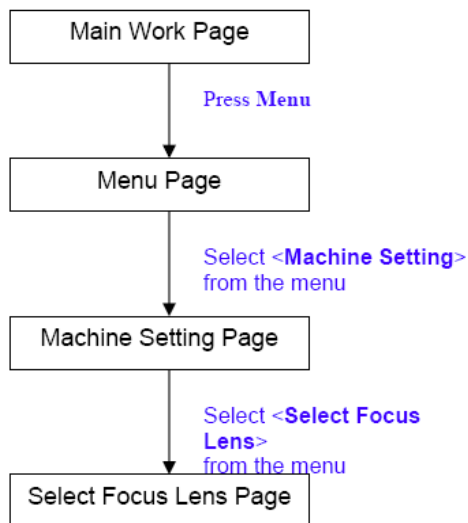 Main Work Page
Press Menu
Menu Page
Select <Machine Setting>
from the menu
Machine Setting Page
Select <Select Focus
Lens>
from the menu
Select Focus Lens Page